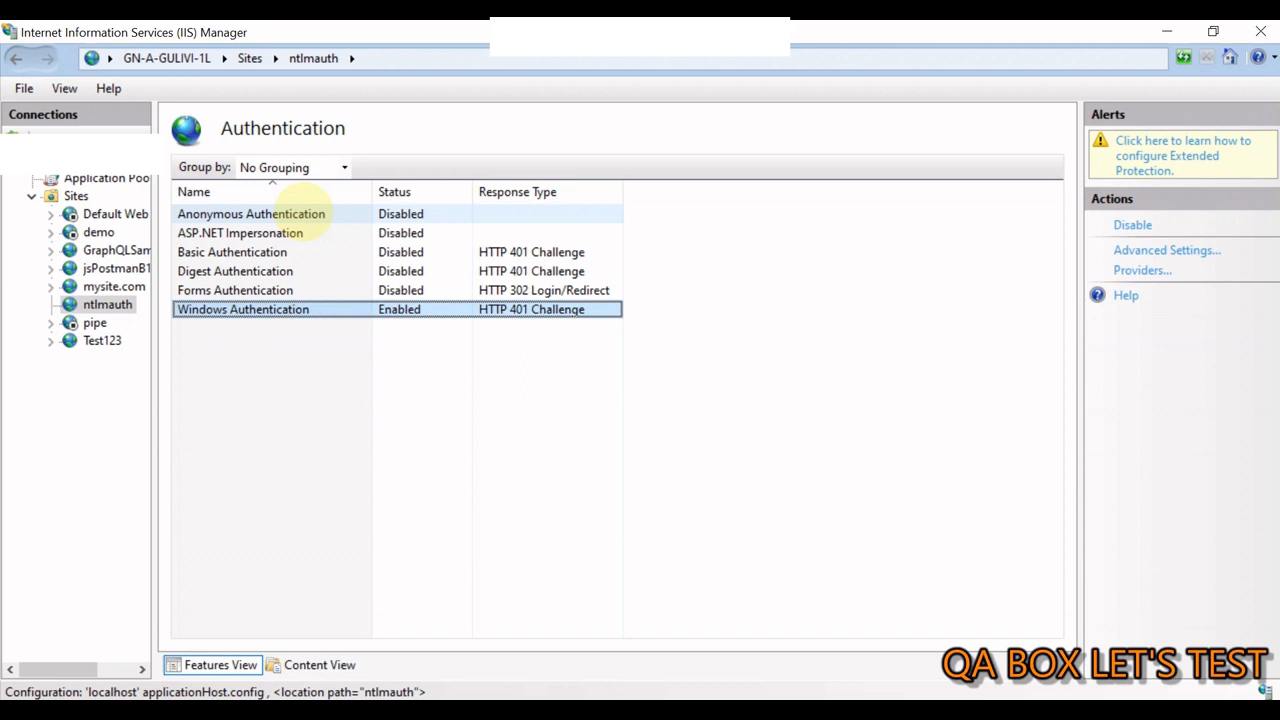 Internet Information Services (IIS) Manager
GN-A-GULIVI-1L Sites ntlmauth
File View Help
Connections
Application Poo
Sites
Default Web
demo
GraphQLSam
jsPostmanB1
mysite.com
ntlmauth
pipe
Test123
Authentication
Group by: No Grouping
Name Status Response Type
Anonymous Authentication Disabled
ASP.NET Impersonation Disabled
Basic Authentication Disabled HTTP 401 Challenge
Digest Authentication Disabled HTTP 401 Challenge
Forms Authentication Disabled HTTP 302 Login/Redirect
Windows Authentication Enabled HTTP 401 Challenge
Features View Content View
Alerts
Click here to learn how to
configure Extended
Protection.
Actions
Disable
Advanced Settings...
Providers...
Help
QA BOX LET'S TEST
Configuration: 'localhost' applicationHost.config , <location path="ntlmauth">